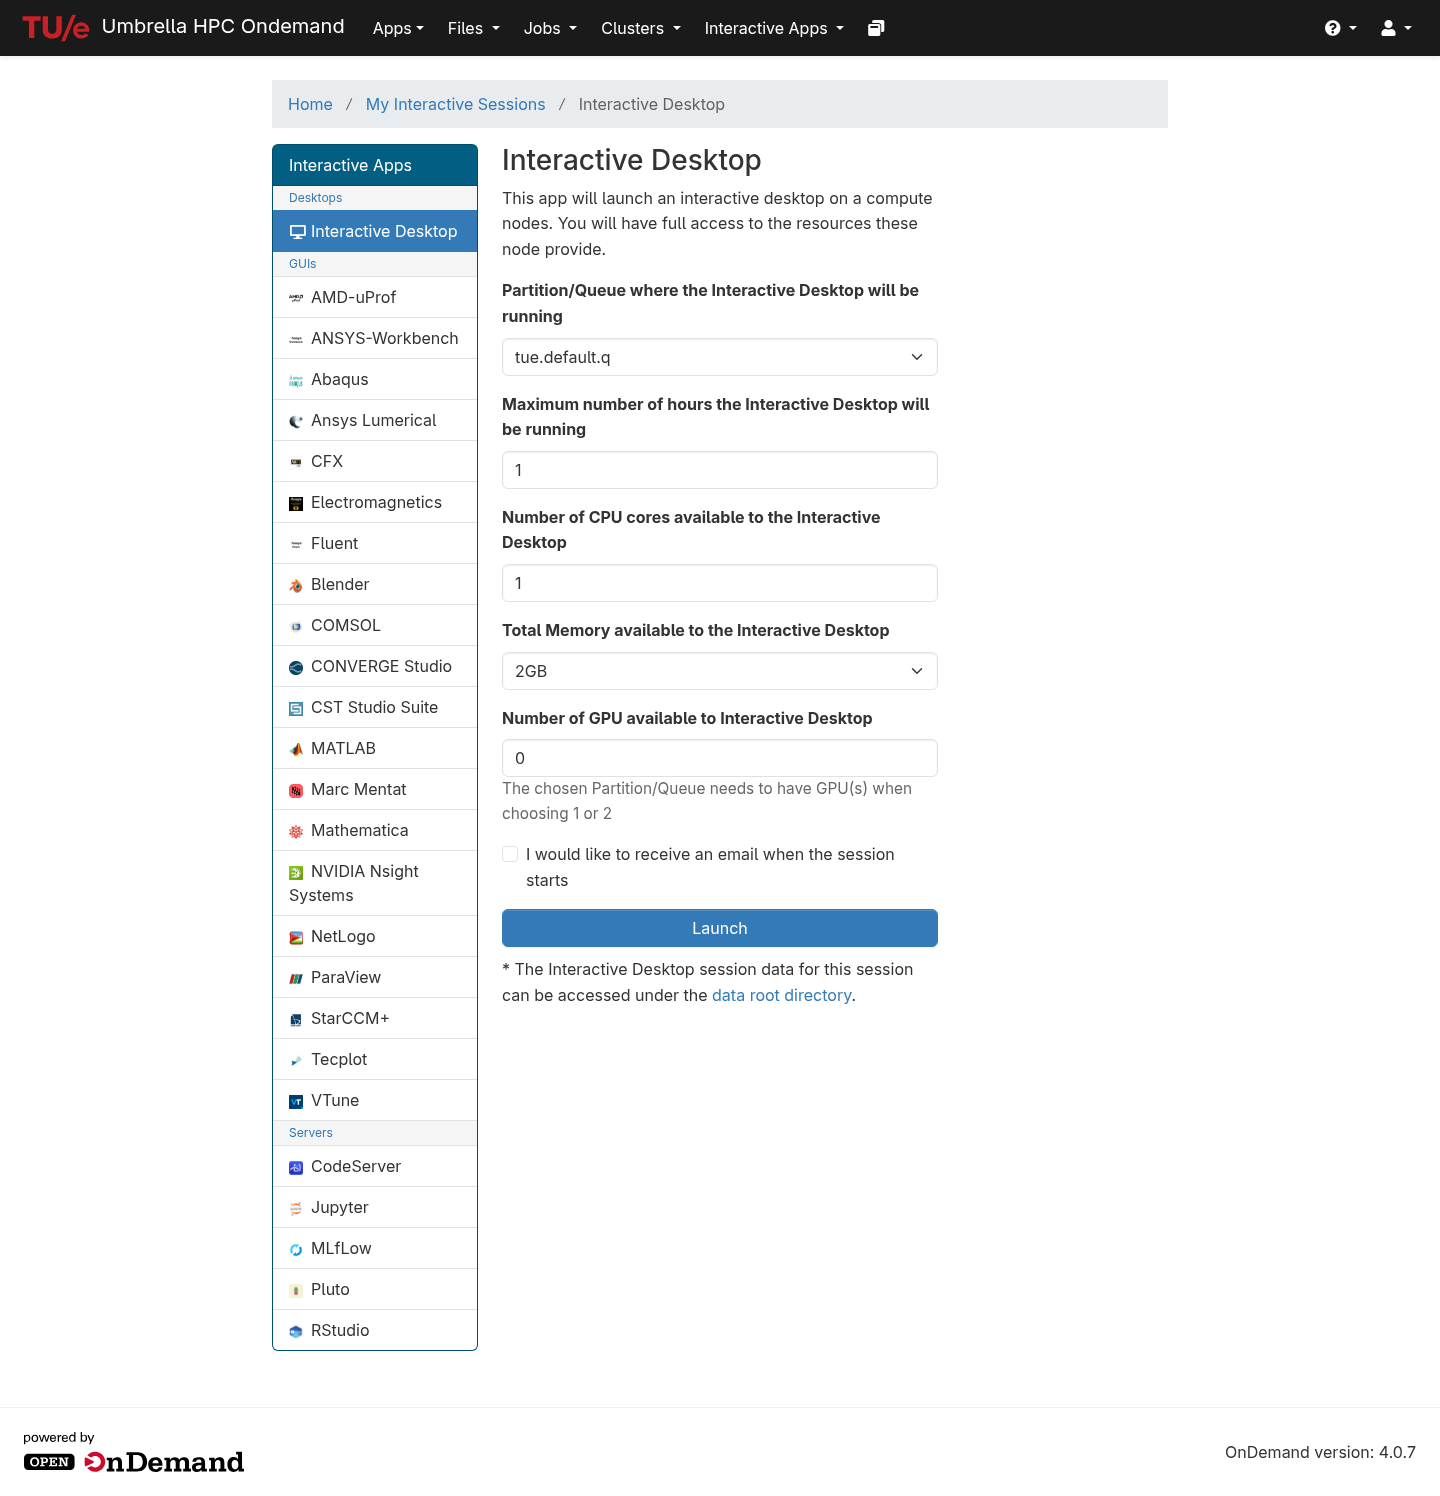 TU/e Umbrella HPC Ondemand Apps Files Jobs Clusters Interactive Apps
Home / My Interactive Sessions / Interactive Desktop
Interactive Apps
Desktops
Interactive Desktop
GUIs
AMD-uProf
ANSYS-Workbench
Abaqus
Ansys Lumerical
CFX
Electromagnetics
Fluent
Blender
COMSOL
CONVERGE Studio
CST Studio Suite
MATLAB
Marc Mentat
Mathematica
NVIDIA Nsight
Systems
NetLogo
ParaView
StarCCM+
Tecplot
VTune
Servers
CodeServer
Jupyter
MLfLow
Pluto
RStudio
Interactive Desktop
This app will launch an interactive desktop on a compute
nodes. You will have full access to the resources these
node provide.
Partition/Queue where the Interactive Desktop will be
running
tue.default.q
Maximum number of hours the Interactive Desktop will
be running
1
Number of CPU cores available to the Interactive
Desktop
1
Total Memory available to the Interactive Desktop
2GB
Number of GPU available to Interactive Desktop
0
The chosen Partition/Queue needs to have GPU(s) when
choosing 1 or 2
I would like to receive an email when the session
starts
Launch
* The Interactive Desktop session data for this session
can be accessed under the data root directory.
powered by
OPEN OnDemand
OnDemand version: 4.0.7